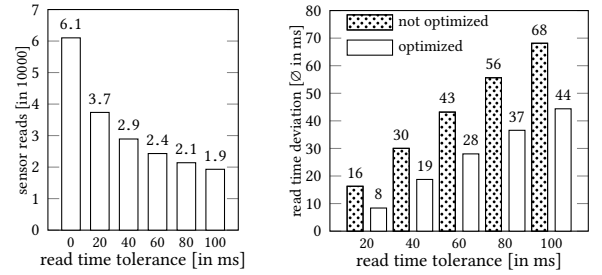 sensor reads [in 10000]
7
6
5
4
3
2
1
0
6.1
3.7
2.9
2.4
2.1
1.9
0 20 40 60 80 100
read time tolerance [in ms]
read time deviation [Ø in ms]
80
70
60
50
40
30
20
10
0
not optimized
optimized
16 8 30 19 43 28 56 37 68 44
20 40 60 80 100
read time tolerance [in ms]